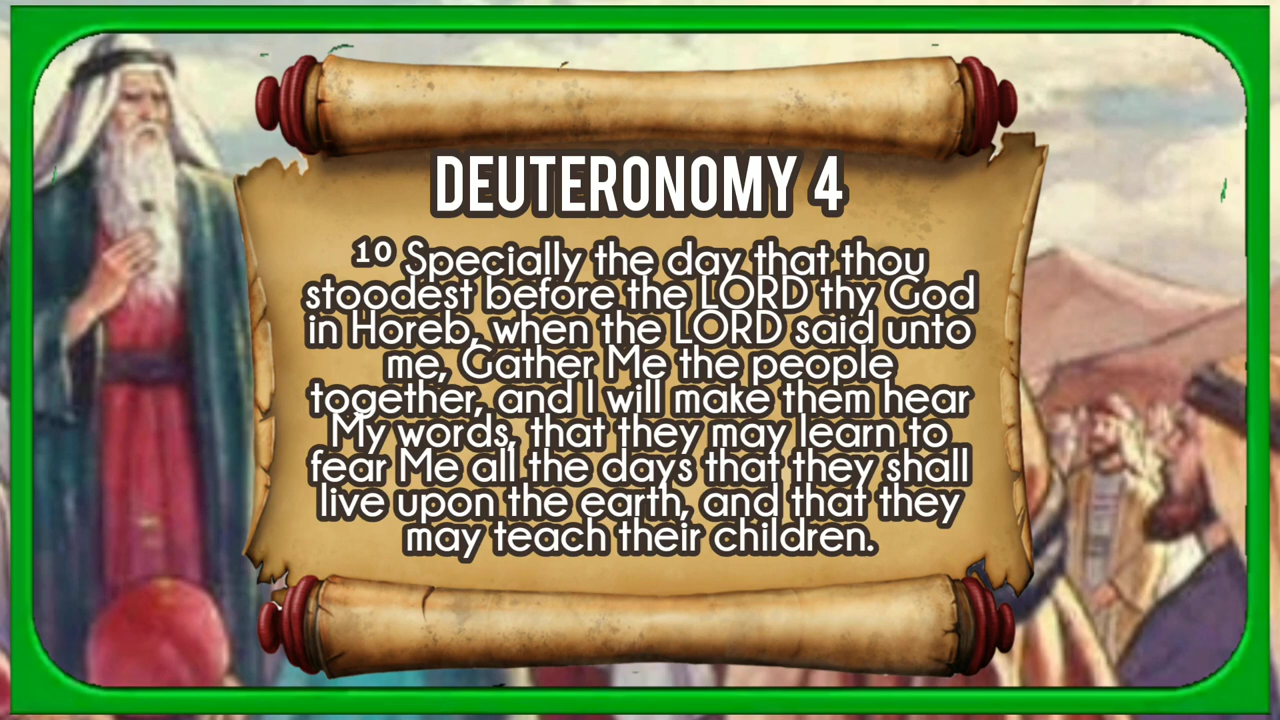 DEUTERONOMY 4
¹⁰ Specially the day that thou
stoodest before the LORD thy God
in Horeb, when the LORD said unto
me, Gather Me the people
together, and I will make them hear
My words, that they may learn to
fear Me all the days that they shall
live upon the earth, and that they
may teach their children.